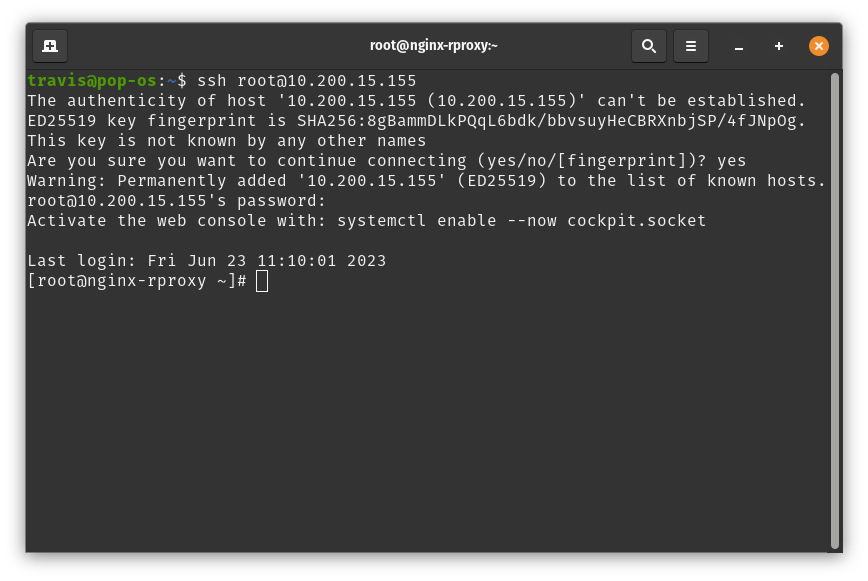 root@nginx-rproxy:~
travis@pop-os:~$ ssh root@10.200.15.155
The authenticity of host '10.200.15.155 (10.200.15.155)' can't be established.
ED25519 key fingerprint is SHA256:8gBammDLkPQqL6bdk/bbvsuyHeCBRXnbjSP/4fJNpOg.
This key is not known by any other names
Are you sure you want to continue connecting (yes/no/[fingerprint])? yes
Warning: Permanently added '10.200.15.155' (ED25519) to the list of known hosts.
root@10.200.15.155's password:
Activate the web console with: systemctl enable --now cockpit.socket
Last login: Fri Jun 23 11:10:01 2023
[root@nginx-rproxy ~]#